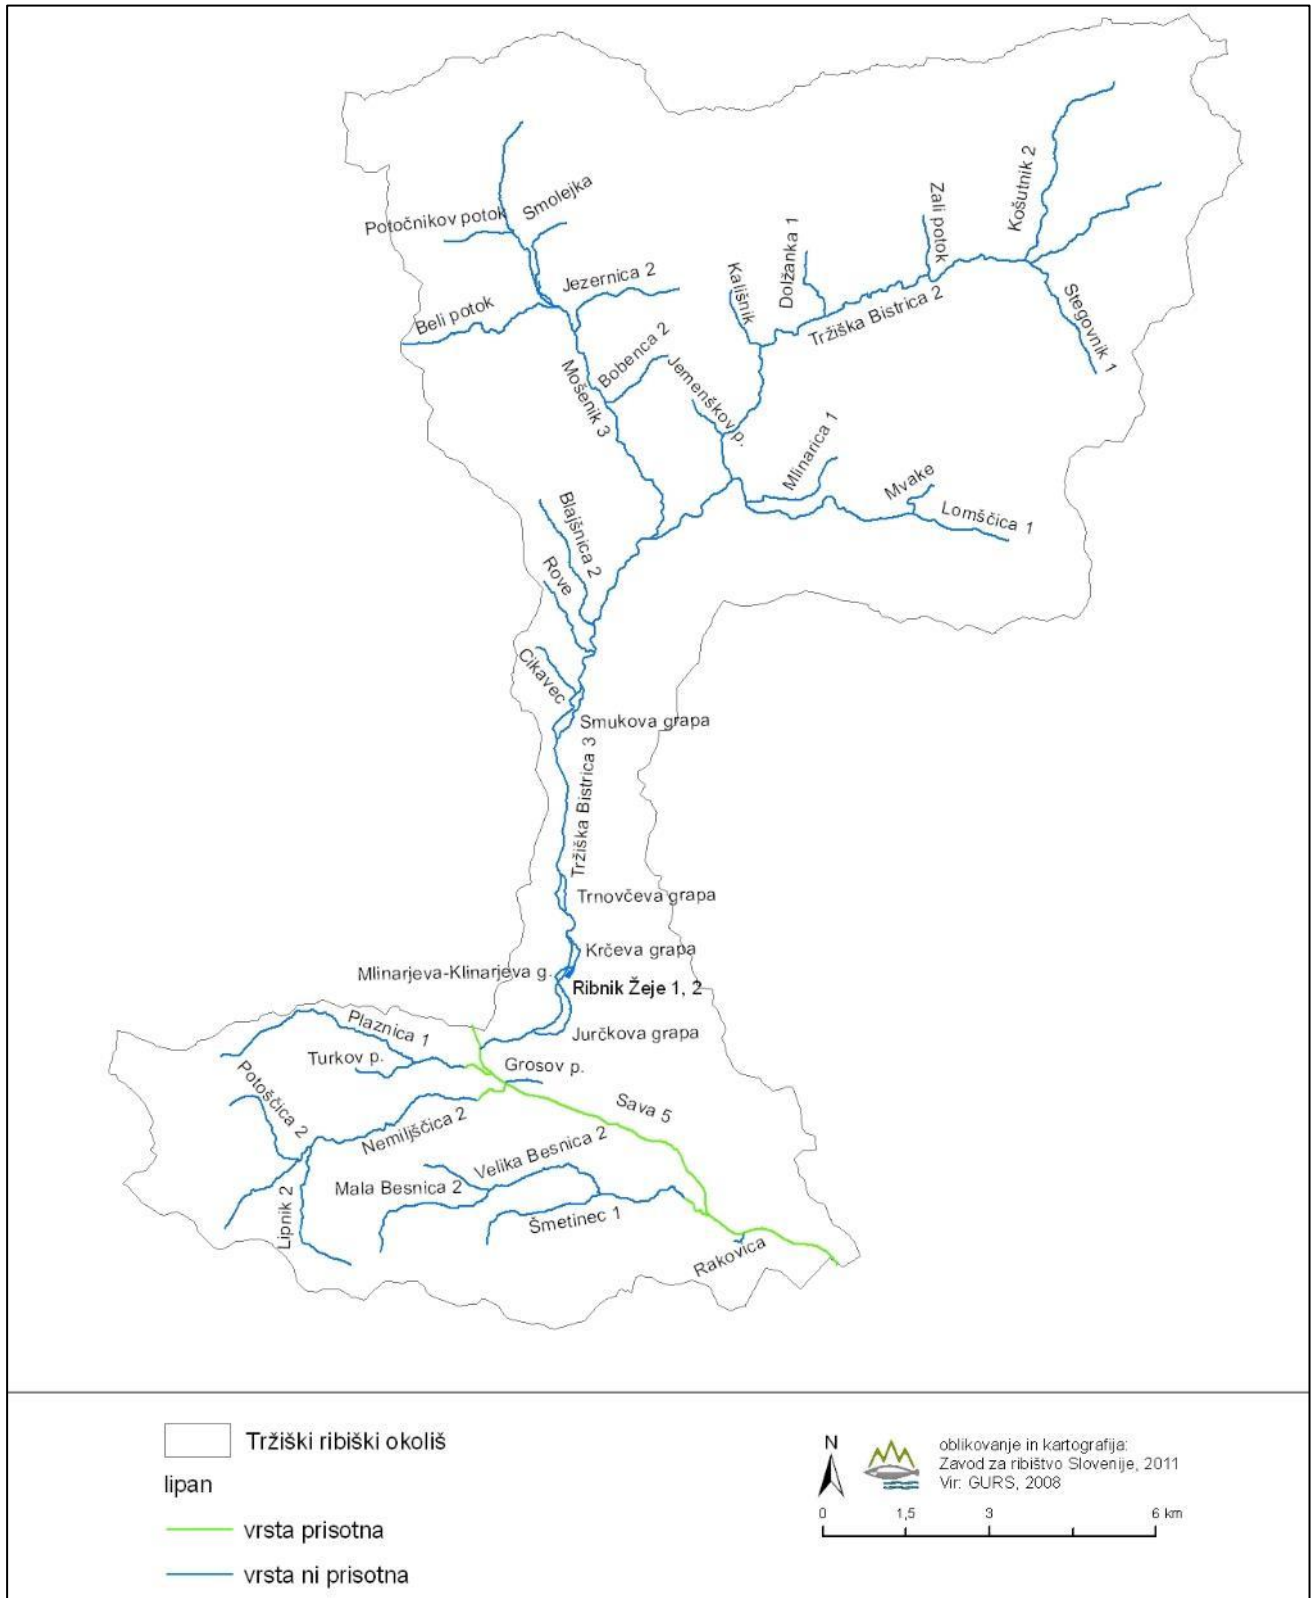 Košutnik 2
Smolejka
Potočnikov potok
Zali potok
Dolžanka 1
Kališnik
Jezernica 2
Beli potok
Tržiška Bistrica 2
Stegovnik 1
Bobenca 2
Mošenik 3
Jemenškov p.
Mlinarica 1
Mvake
Lomščica 1
Blajšnica 2
Rove
Cikavec
Smukova grapa
Tržiška Bistrica 3
Trnovčeva grapa
Krčeva grapa
Mlinarjeva-Klinarjeva g.
Ribnik Žeje 1, 2
Plaznica 1
Jurčkova grapa
Turkov p.
Grosov p.
Potoščica 2
Sava 5
Nemiljščica 2
Velika Besnica 2
Mala Besnica 2
Lipnik 2
Šmetinec 1
Rakovica
Tržiški ribiški okoliš
lipan
vrsta prisotna
vrsta ni prisotna
N
oblikovanje in kartografija:
Zavod za ribištvo Slovenije, 2011
Vir: GURS, 2008
0 1,5 3 6 km